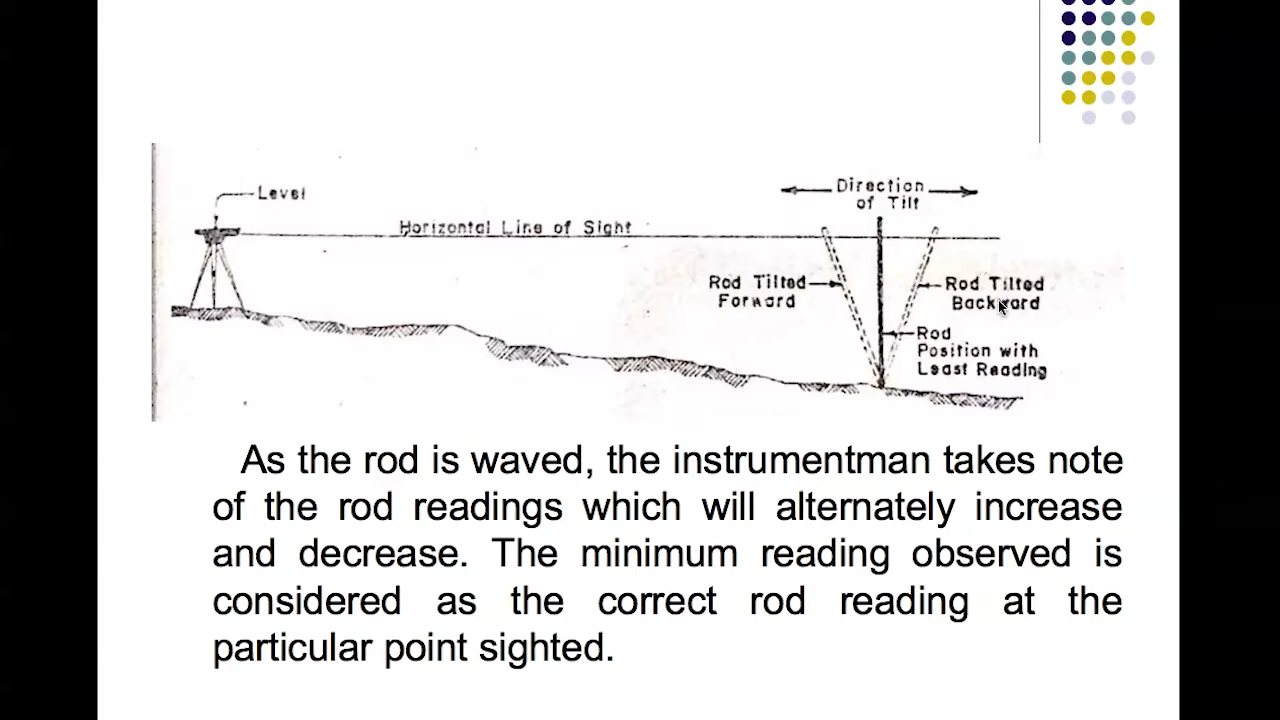 Level
Direction
of Tilt
Horizontal Line of Sight
Rod Tilted
Forward
Rod Tilted
Backward
Rod
Position with
Least Reading
As the rod is waved, the instrumentman takes note
of the rod readings which will alternately increase
and decrease. The minimum reading observed is
considered as the correct rod reading at the
particular point sighted.